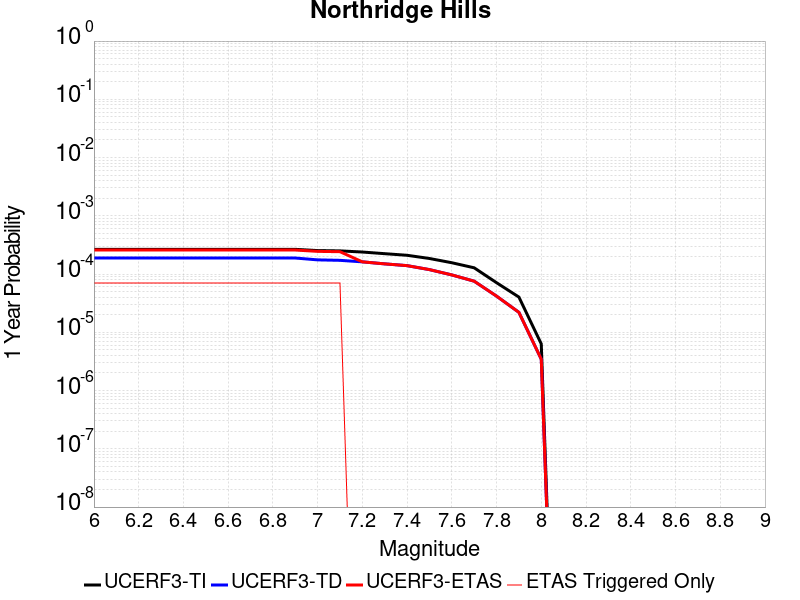 Northridge Hills
10^0
10^-1
10^-2
10^-3
10^-4
10^-5
10^-6
10^-7
10^-8
1 Year Probability
6 6.2 6.4 6.6 6.8 7 7.2 7.4 7.6 7.8 8 8.2 8.4 8.6 8.8 9
Magnitude
UCERF3-TI UCERF3-TD UCERF3-ETAS ETAS Triggered Only